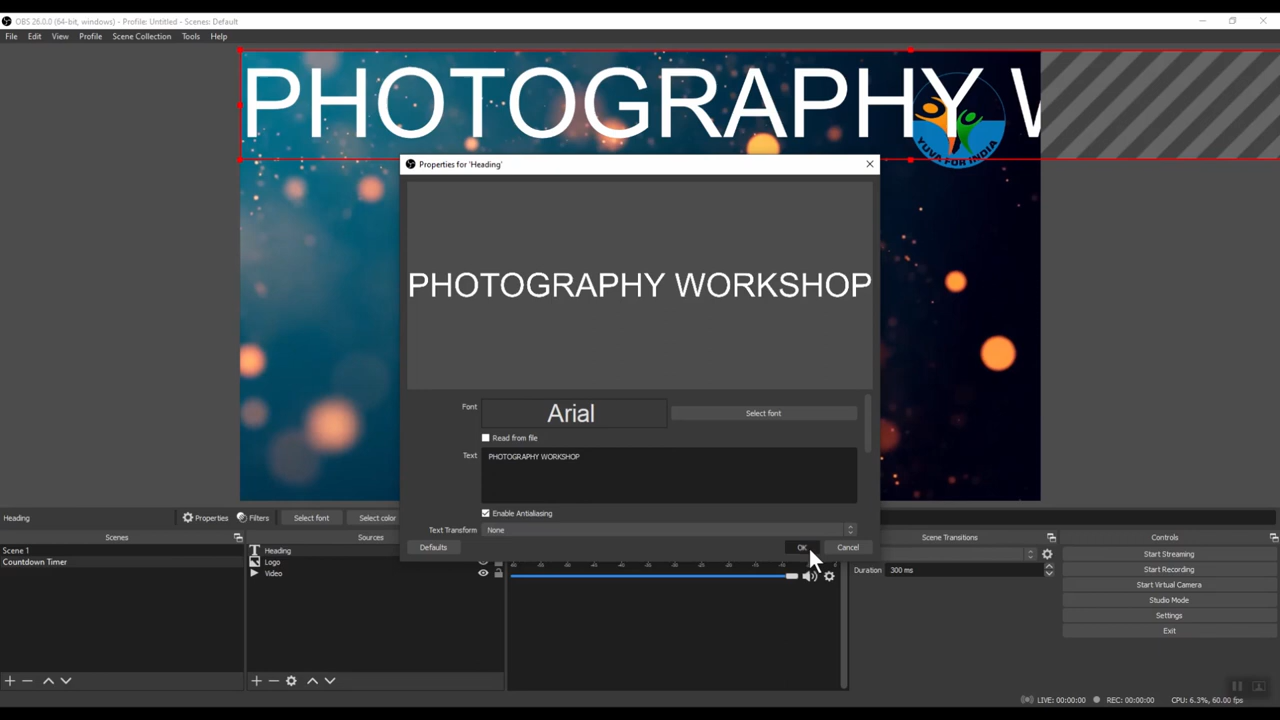 OBS 26.0.0 (64-bit, windows) - Profile: Untitled - Scenes: Default
File Edit View Profile Scene Collection Tools Help
PHOTOGRAPHY W
YUVA FOR INDIA
Properties for 'Heading'
PHOTOGRAPHY WORKSHOP
Font Arial Select font
Read from file
Text PHOTOGRAPHY WORKSHOP
Enable Antialiasing
Text Transform None
Defaults OK Cancel
Heading Properties Filters Select font Select color
Scenes Sources Scene Transitions Controls
Scene 1
Countdown Timer
Heading
Logo
Video
Duration 300 ms
Start Streaming
Start Recording
Start Virtual Camera
Studio Mode
Settings
Exit
LIVE: 00:00:00 REC: 00:00:00 CPU: 6.3%, 60.00 fps